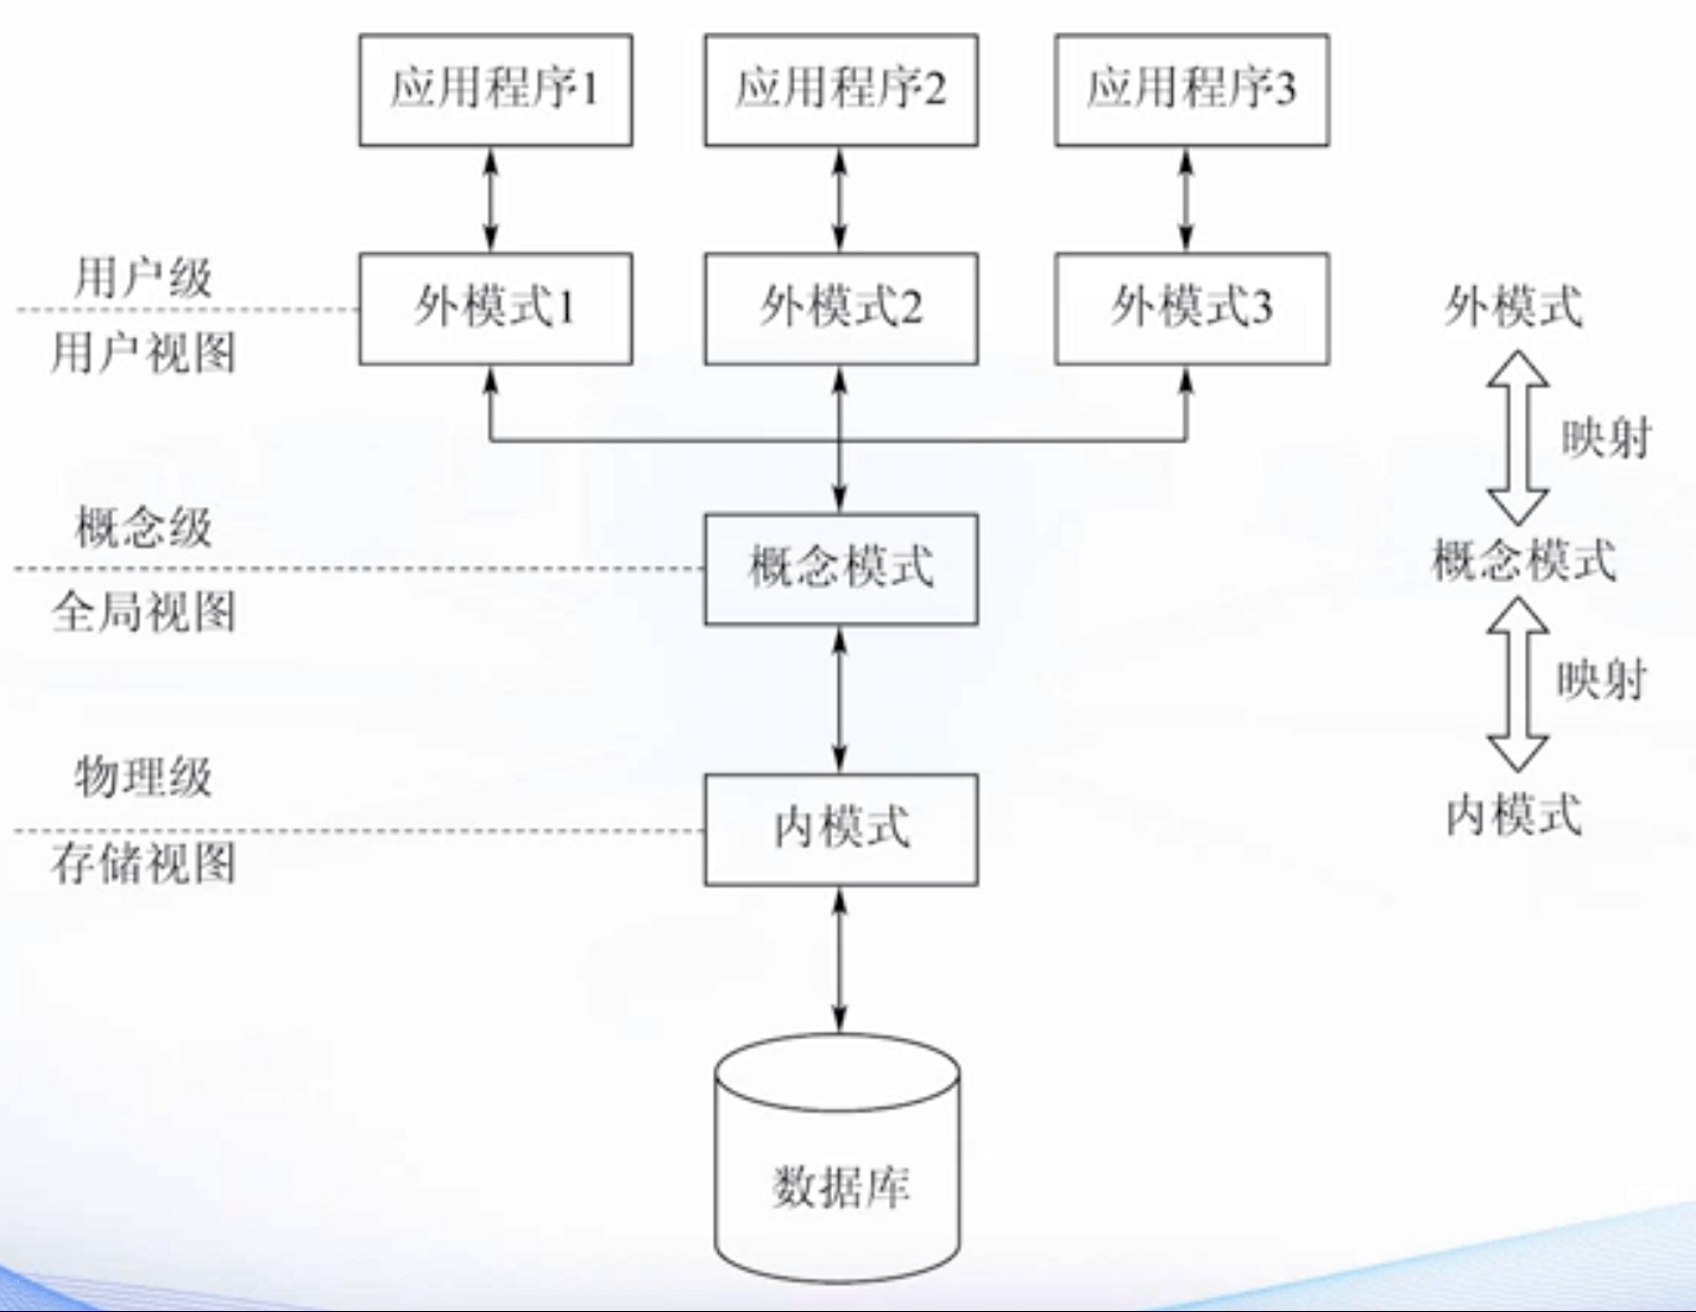 应用程序1
应用程序2
应用程序3
用户级
用户视图
外模式1
外模式2
外模式3
外模式
映射
概念级
全局视图
概念模式
概念模式
映射
物理级
存储视图
内模式
内模式
数据库